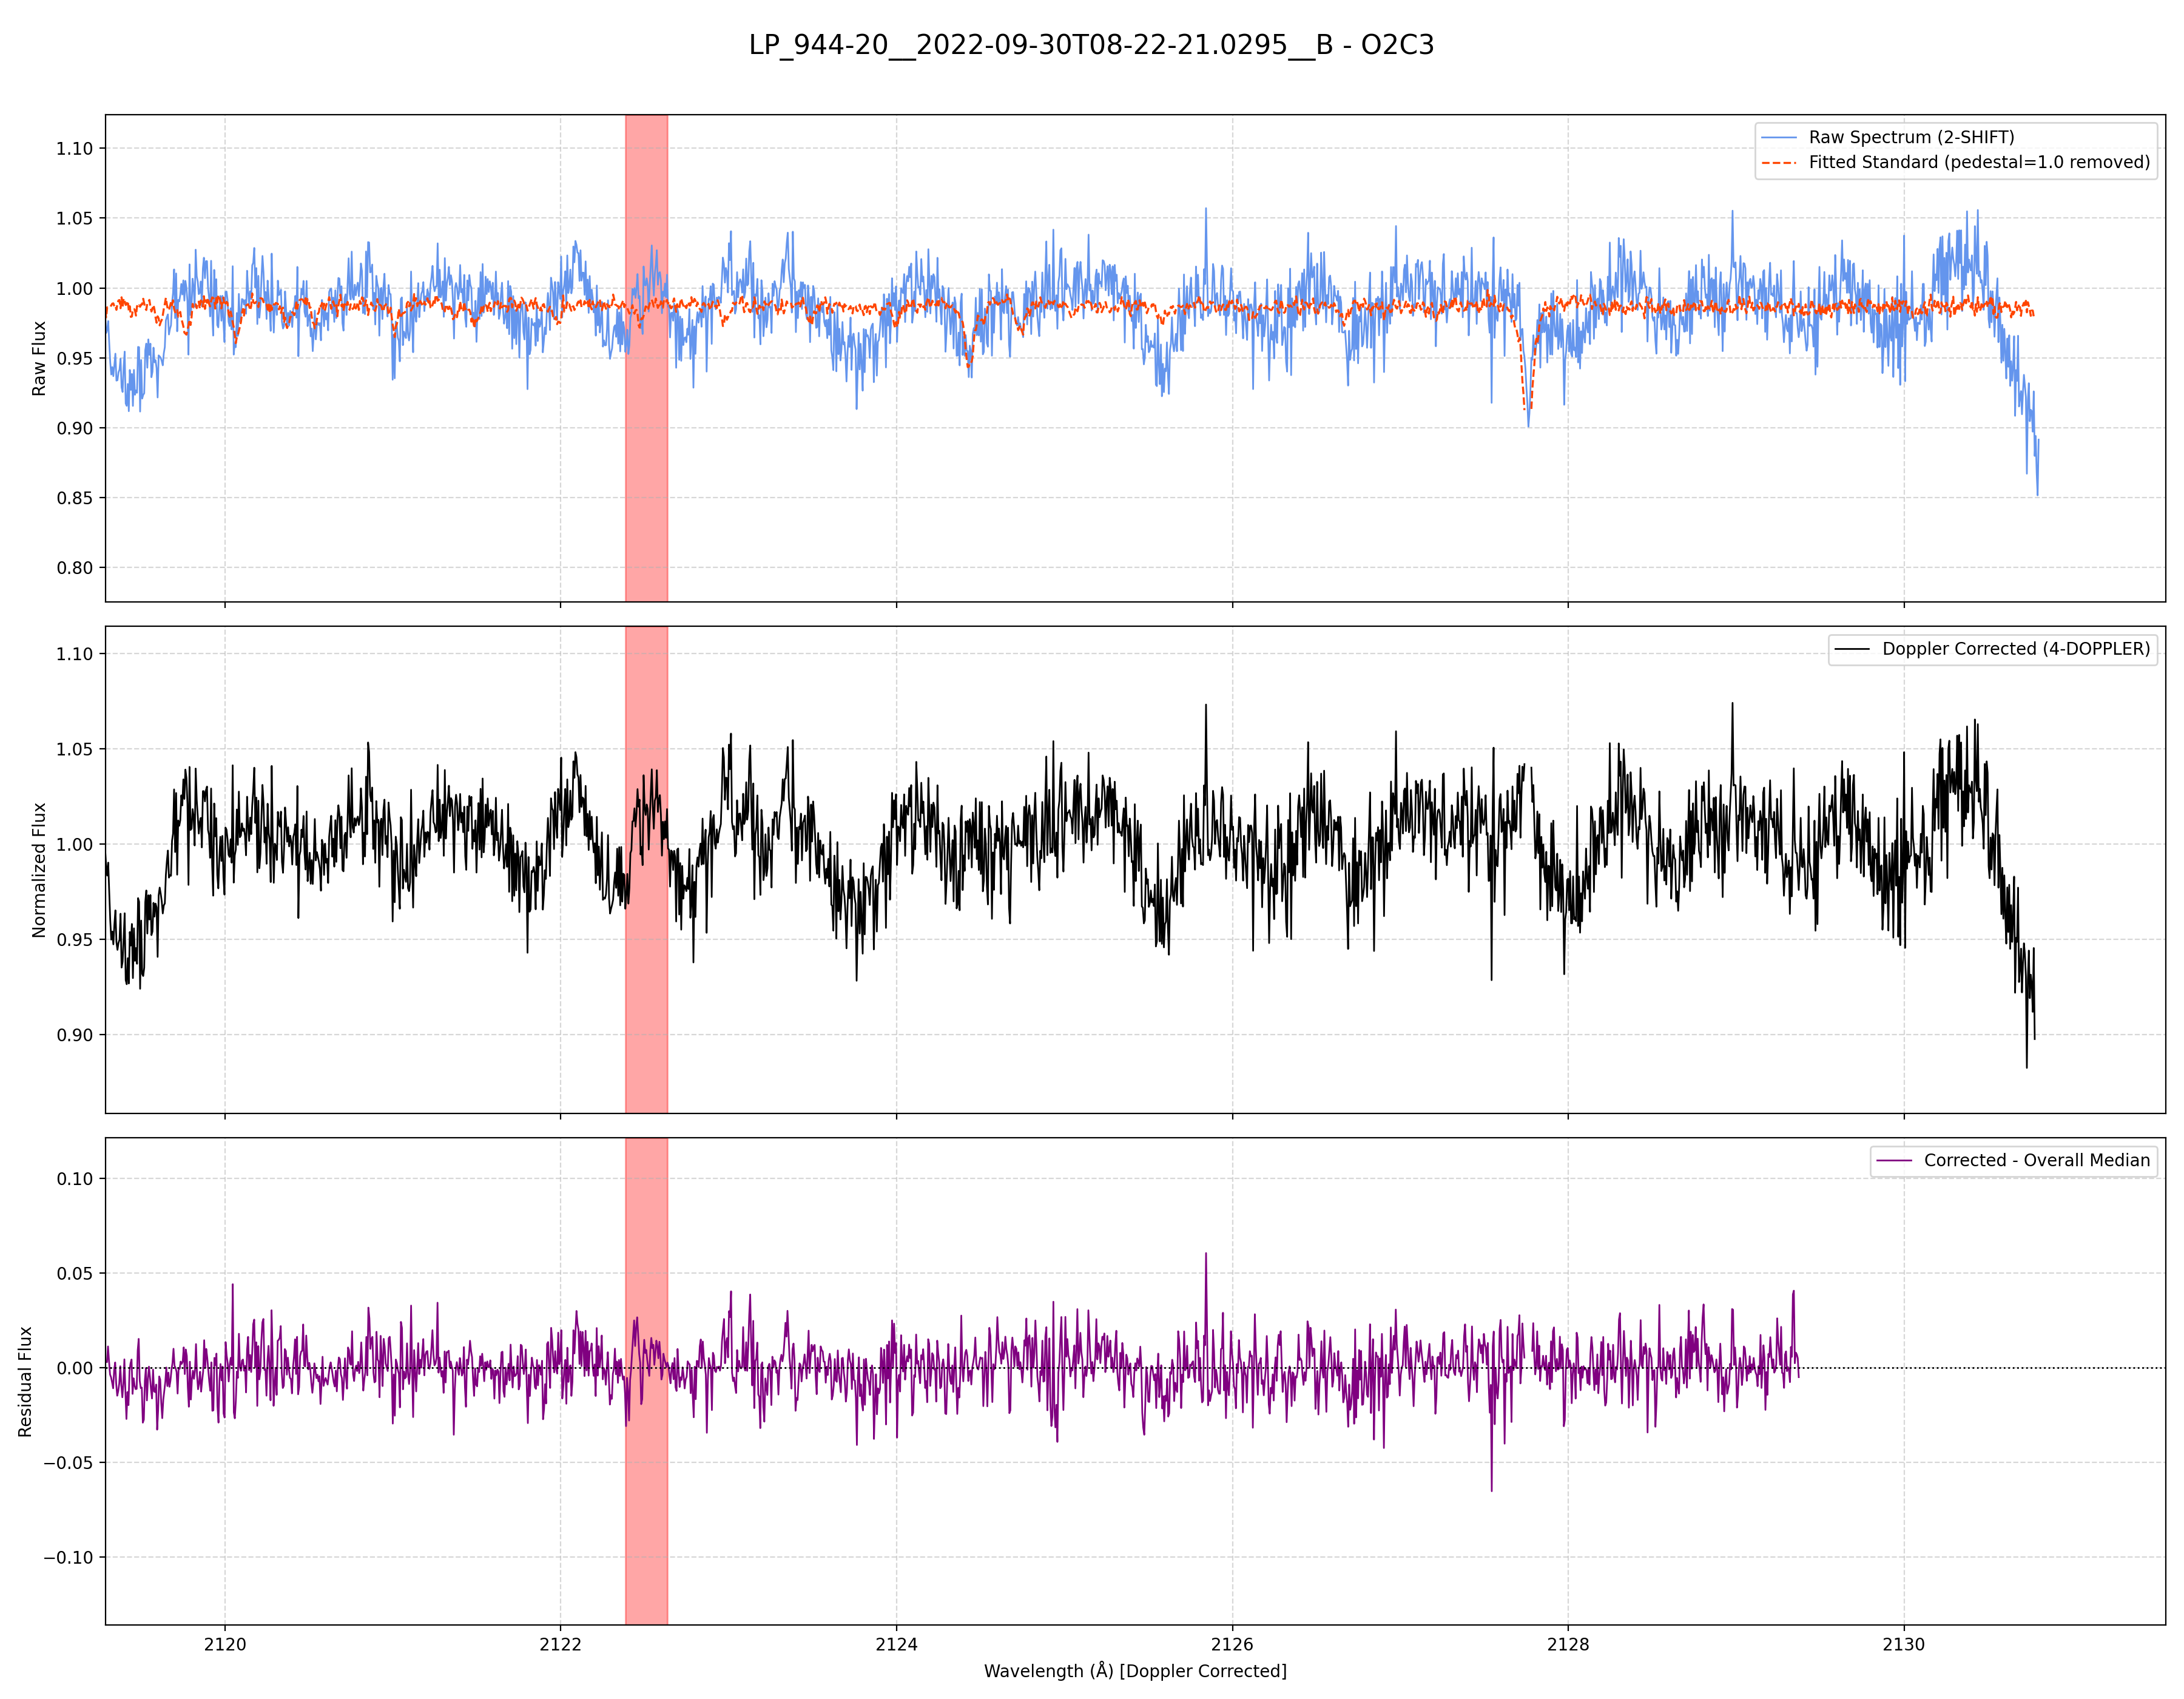 LP_944-20__2022-09-30T08-22-21.0295__B - O2C3
1.10
1.05
1.00
0.95
0.90
0.85
0.80
Raw Flux
Raw Spectrum (2-SHIFT)
Fitted Standard (pedestal=1.0 removed)
1.10
1.05
1.00
0.95
0.90
Normalized Flux
Doppler Corrected (4-DOPPLER)
0.10
0.05
0.00
−0.05
−0.10
Residual Flux
Corrected - Overall Median
2120 2122 2124 2126 2128 2130
Wavelength (Å) [Doppler Corrected]